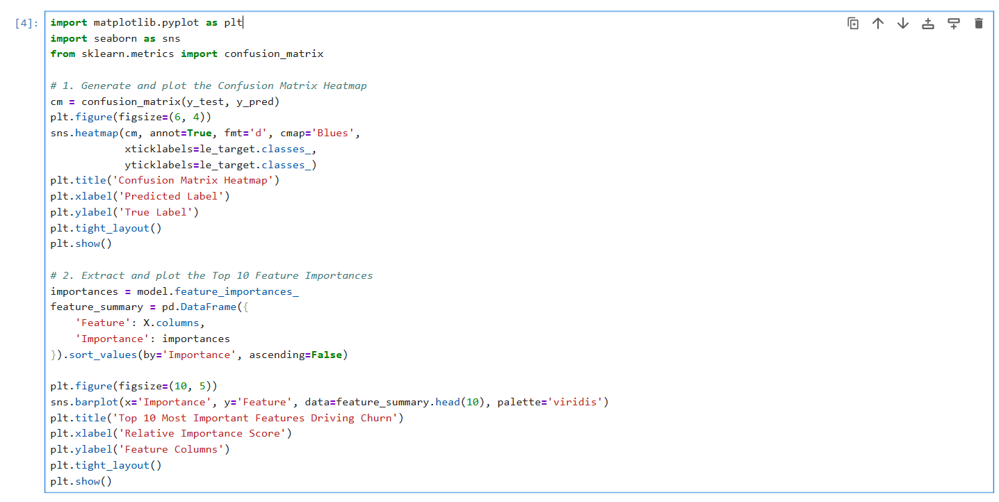 [4]:
import matplotlib.pyplot as plt
import seaborn as sns
from sklearn.metrics import confusion_matrix

# 1. Generate and plot the Confusion Matrix Heatmap
cm = confusion_matrix(y_test, y_pred)
plt.figure(figsize=(6, 4))
sns.heatmap(cm, annot=True, fmt='d', cmap='Blues',
            xticklabels=le_target.classes_,
            yticklabels=le_target.classes_)
plt.title('Confusion Matrix Heatmap')
plt.xlabel('Predicted Label')
plt.ylabel('True Label')
plt.tight_layout()
plt.show()

# 2. Extract and plot the Top 10 Feature Importances
importances = model.feature_importances_
feature_summary = pd.DataFrame({
    'Feature': X.columns,
    'Importance': importances
}).sort_values(by='Importance', ascending=False)

plt.figure(figsize=(10, 5))
sns.barplot(x='Importance', y='Feature', data=feature_summary.head(10), palette='viridis')
plt.title('Top 10 Most Important Features Driving Churn')
plt.xlabel('Relative Importance Score')
plt.ylabel('Feature Columns')
plt.tight_layout()
plt.show()